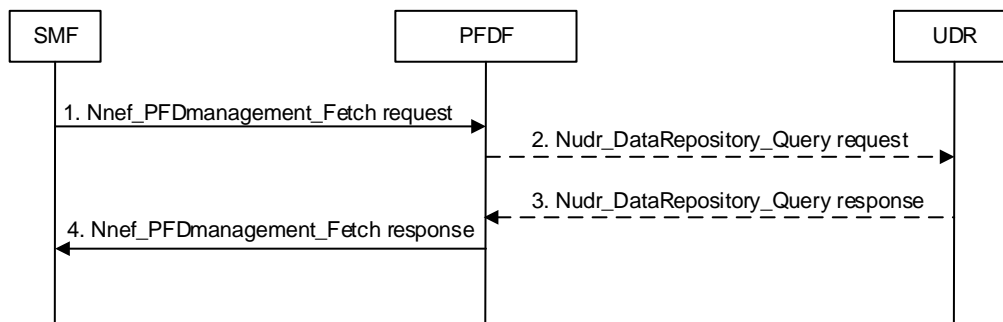 SMF
PFDF
UDR
1. Nnef_PFDmanagement_Fetch request
2. Nudr_DataRepository_Query request
3. Nudr_DataRepository_Query response
4. Nnef_PFDmanagement_Fetch response